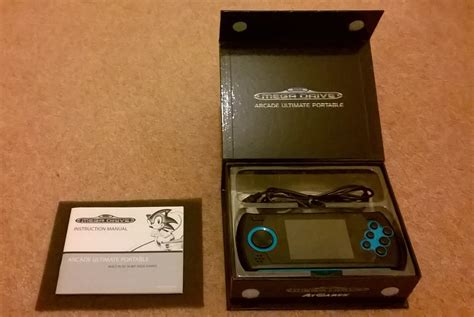 MEGA DRIVE
ARCADE ULTIMATE PORTABLE
MEGA DRIVE
INSTRUCTION MANUAL
ARCADE ULTIMATE PORTABLE
ATGAMES